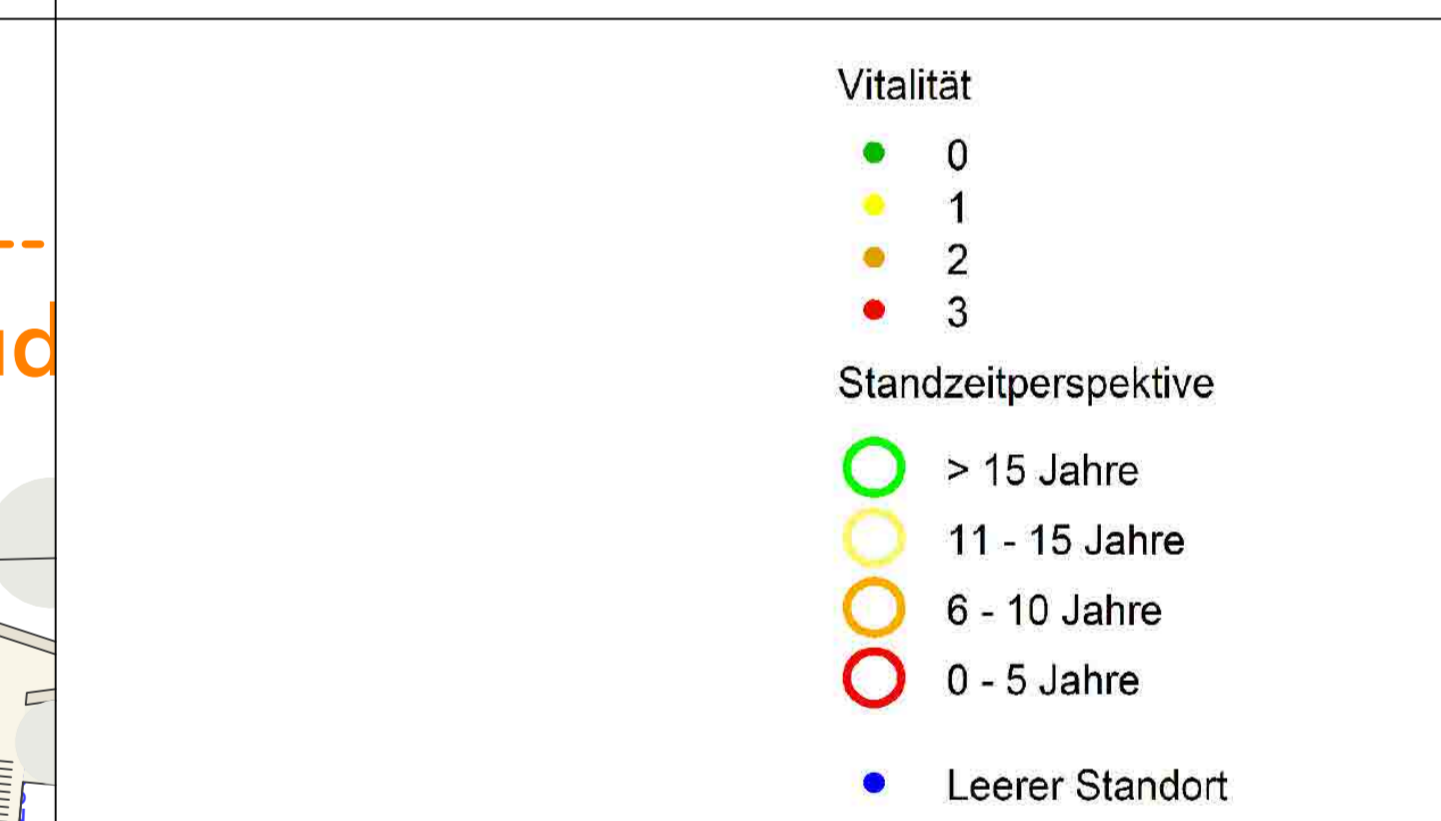 Vitalität
0
1
2
3
Standzeitperspektive
> 15 Jahre
11 - 15 Jahre
6 - 10 Jahre
0 - 5 Jahre
Leerer Standort